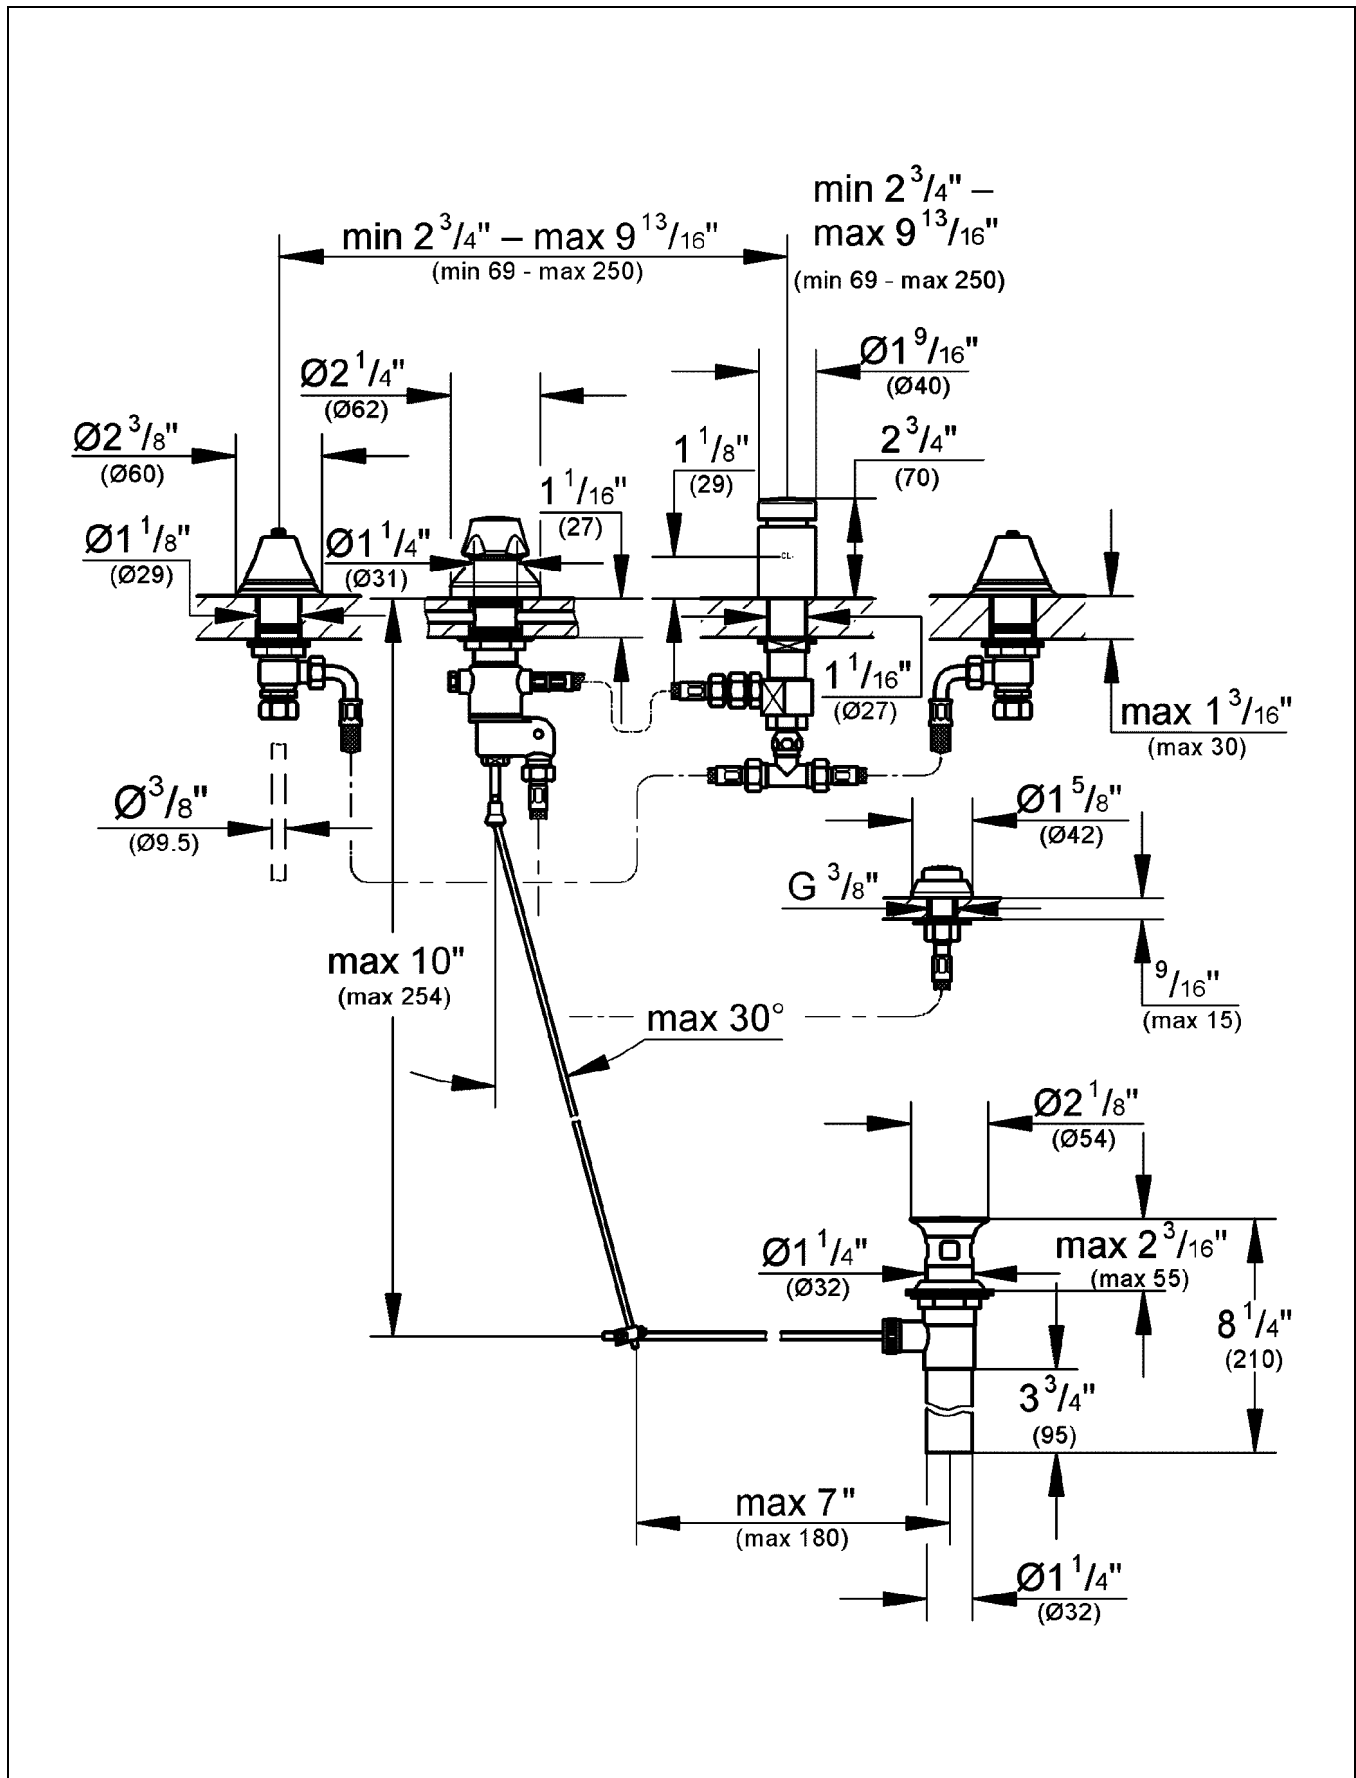 min 2 3/4" –
max 9 13/16"
(min 69 - max 250)
min 2 3/4" – max 9 13/16"
(min 69 - max 250)
Ø1 9/16"
(Ø40)
Ø2 1/4"
(Ø62)
Ø2 3/8"
(Ø60)
1 1/8"
(29)
2 3/4"
(70)
1 1/16"
(27)
Ø1 1/8"
(Ø29)
Ø1 1/4"
(Ø31)
CL
1 1/16"
(Ø27)
max 1 3/16"
(max 30)
Ø3/8"
(Ø9.5)
Ø1 5/8"
(Ø42)
G 3/8"
max 10"
(max 254)
9/16"
(max 15)
max 30°
Ø2 1/8"
(Ø54)
Ø1 1/4"
(Ø32)
max 2 3/16"
(max 55)
8 1/4"
(210)
3 3/4"
(95)
max 7"
(max 180)
Ø1 1/4"
(Ø32)